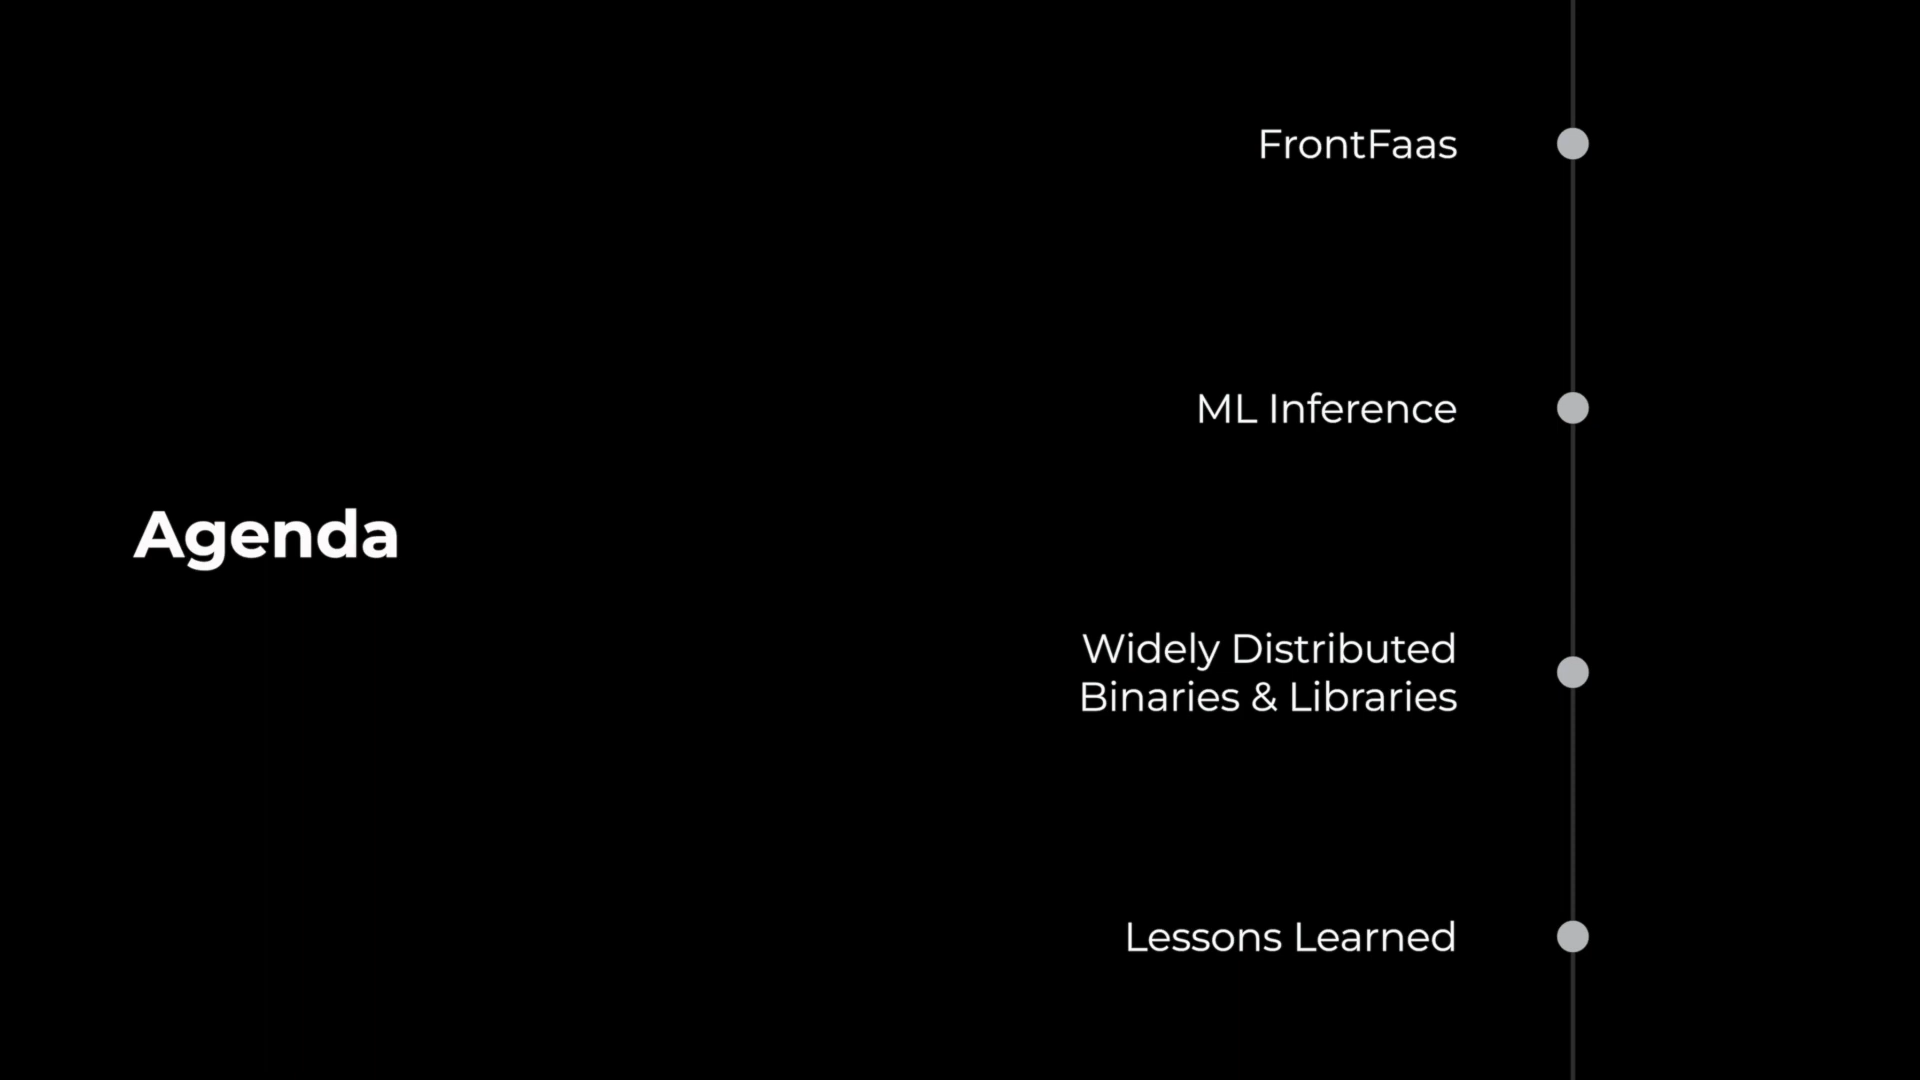 Agenda
FrontFaas
ML Inference
Widely Distributed
Binaries & Libraries
Lessons Learned